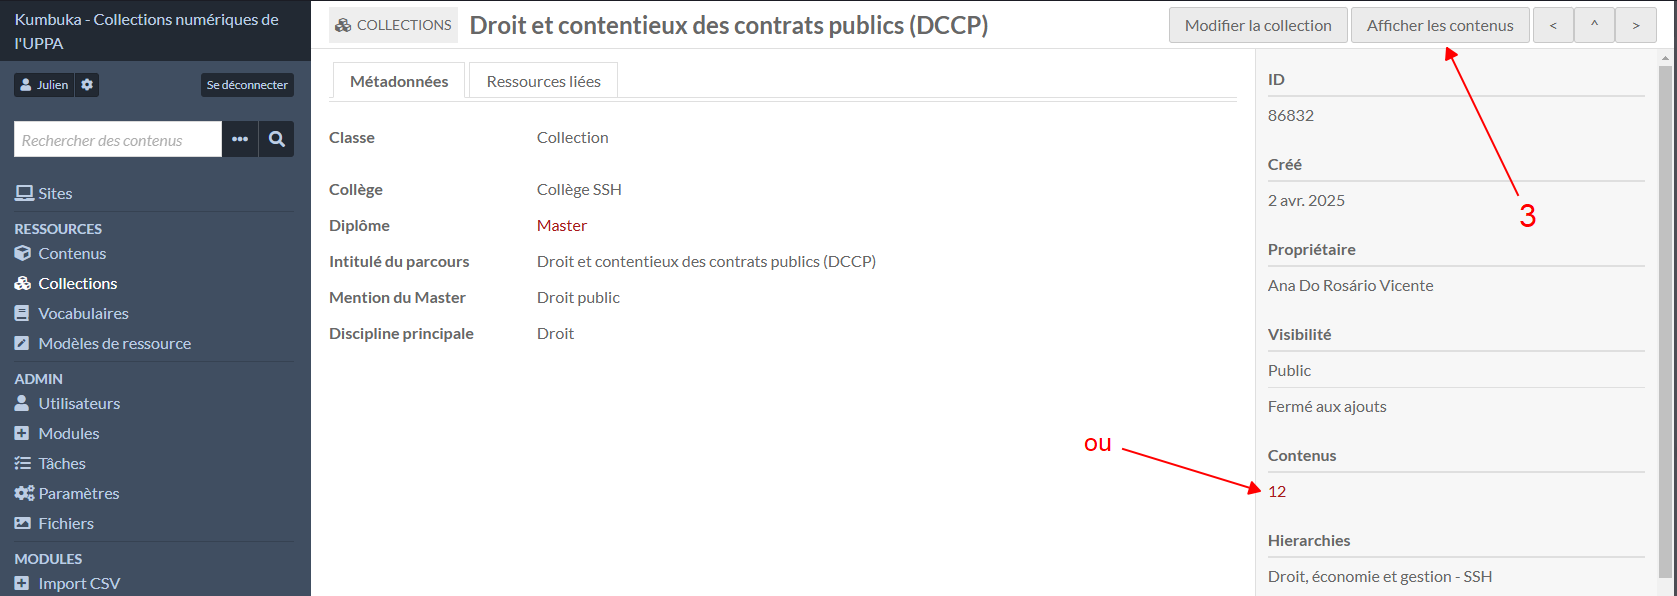 Kumbuka - Collections numériques de
l'UPPA
Julien
Se déconnecter
Rechercher des contenus
Sites
RESSOURCES
Contenus
Collections
Vocabulaires
Modèles de ressource
ADMIN
Utilisateurs
Modules
Tâches
Paramètres
Fichiers
MODULES
Import CSV
COLLECTIONS Droit et contentieux des contrats publics (DCCP)
Modifier la collection
Afficher les contenus
< ^ >
Métadonnées
Ressources liées
Classe Collection
Collège Collège SSH
Diplôme Master
Intitulé du parcours Droit et contentieux des contrats publics (DCCP)
Mention du Master Droit public
Discipline principale Droit
ID
86832
Créé
2 avr. 2025
3
Propriétaire
Ana Do Rosário Vicente
Visibilité
Public
Fermé aux ajouts
ou
Contenus
12
Hierarchies
Droit, économie et gestion - SSH